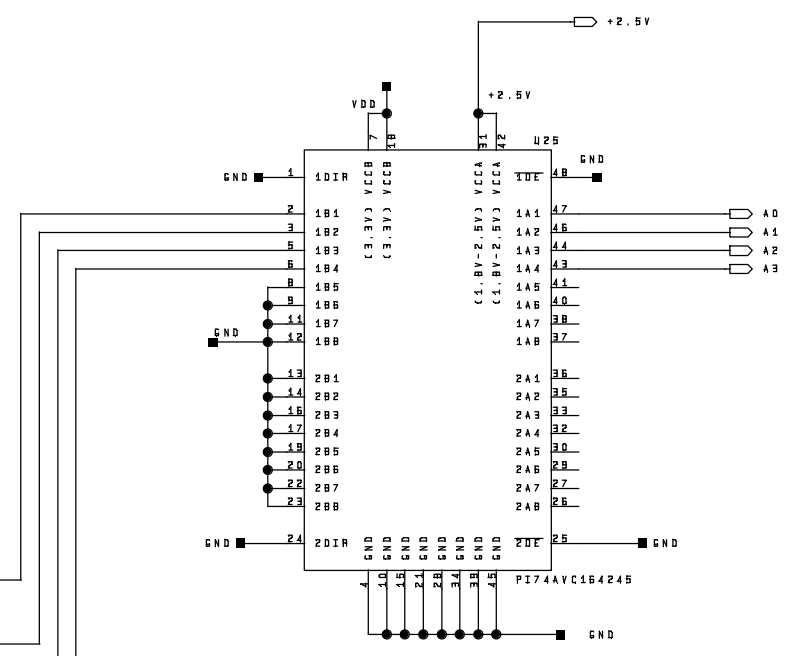 +2.5V
+2.5V
VDD
7 18 31 42
U25
GND
GND 1 1DIR VCCB VCCB VCCA VCCA 1OE 48
2 1B1 (3.3V) (3.3V) (1.8V-2.5V) (1.8V-2.5V) 1A1 47 A0
3 1B2 1A2 46 A1
5 1B3 1A3 44 A2
6 1B4 1A4 43 A3
8 1B5 1A5 41
9 1B6 1A6 40
11 1B7 1A7 38
GND 12 1B8 1A8 37
13 2B1 2A1 36
14 2B2 2A2 35
16 2B3 2A3 33
17 2B4 2A4 32
19 2B5 2A5 30
20 2B6 2A6 29
22 2B7 2A7 27
23 2B8 2A8 26
GND 24 2DIR GND GND GND GND GND GND GND GND 2OE 25 GND
4 10 15 21 28 34 39 45
PI74AVC164245
GND